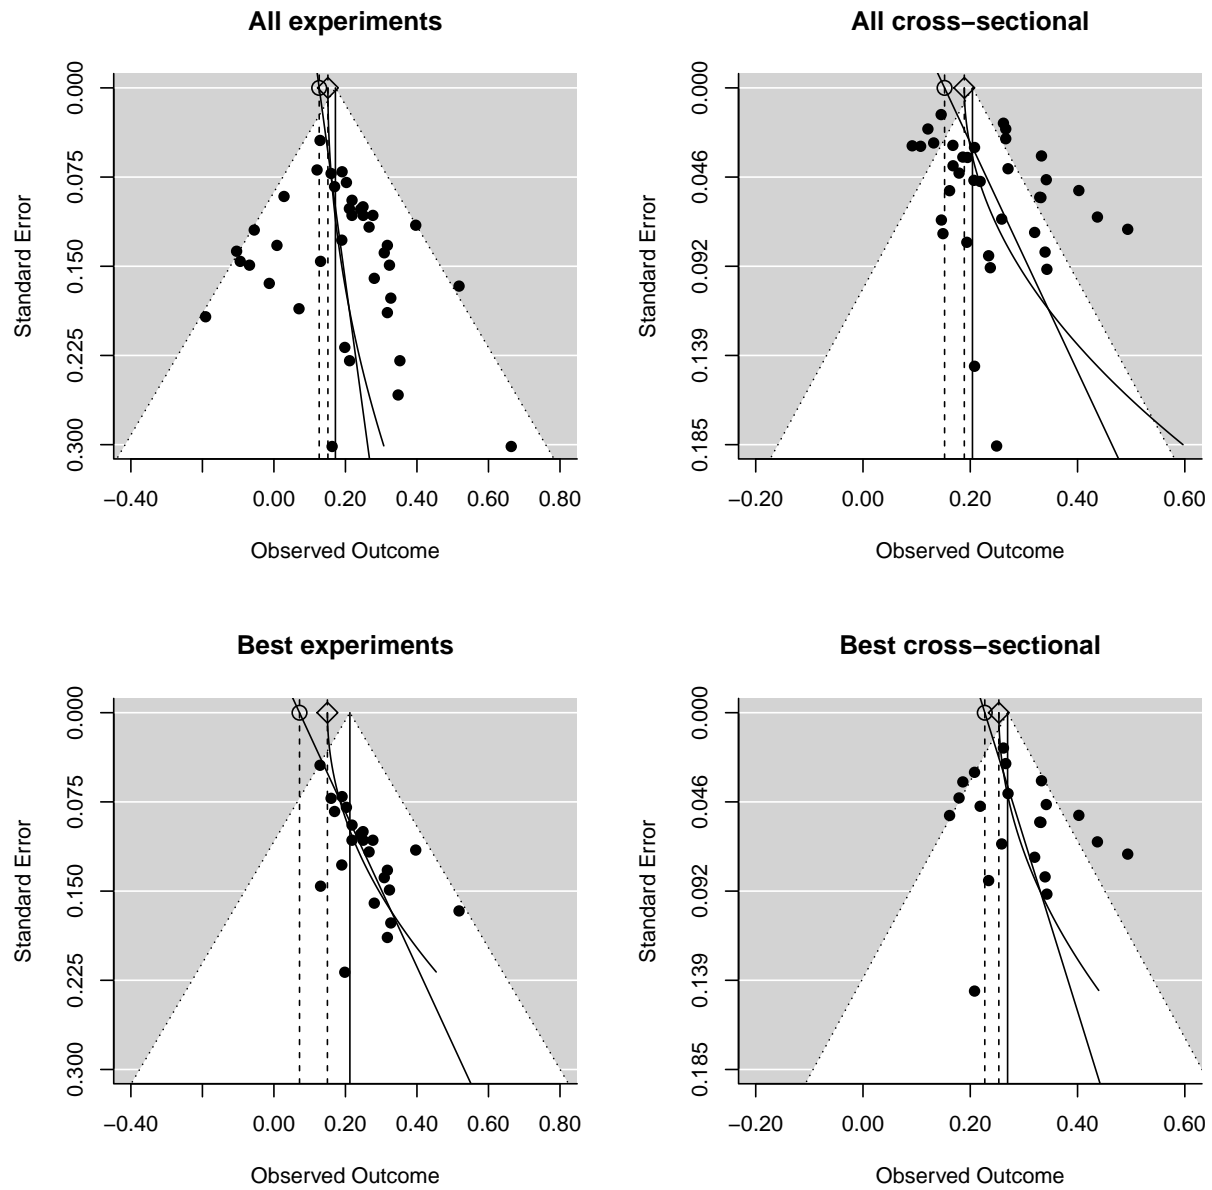 All experiments
0.000
0.075
0.150
0.225
0.300
Standard Error
−0.40 0.00 0.20 0.40 0.60 0.80
Observed Outcome
All cross−sectional
0.000
0.046
0.092
0.139
0.185
Standard Error
−0.20 0.00 0.20 0.40 0.60
Observed Outcome
Best experiments
0.000
0.075
0.150
0.225
0.300
Standard Error
−0.40 0.00 0.20 0.40 0.60 0.80
Observed Outcome
Best cross−sectional
0.000
0.046
0.092
0.139
0.185
Standard Error
−0.20 0.00 0.20 0.40 0.60
Observed Outcome